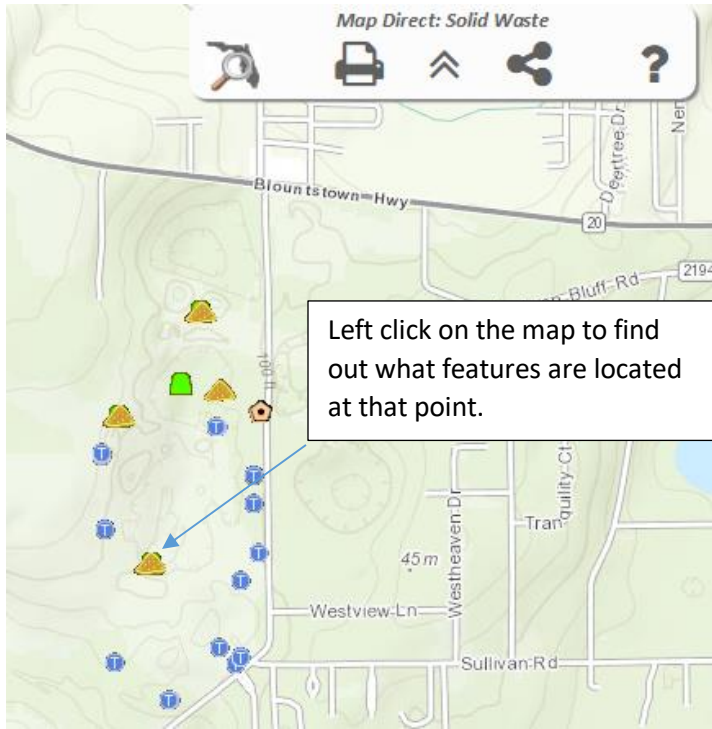 Map Direct: Solid Waste
?
Blountstown Hwy
Deertree Dr
Nen
20
2194
Bluff Rd
Left click on the map to find
out what features are located
at that point.
100 ft
T
T
T
T
T
T
T
Tranquility Ct
Westheaven Dr
45 m
Westview Ln
Sullivan Rd
T
T
T
T
T